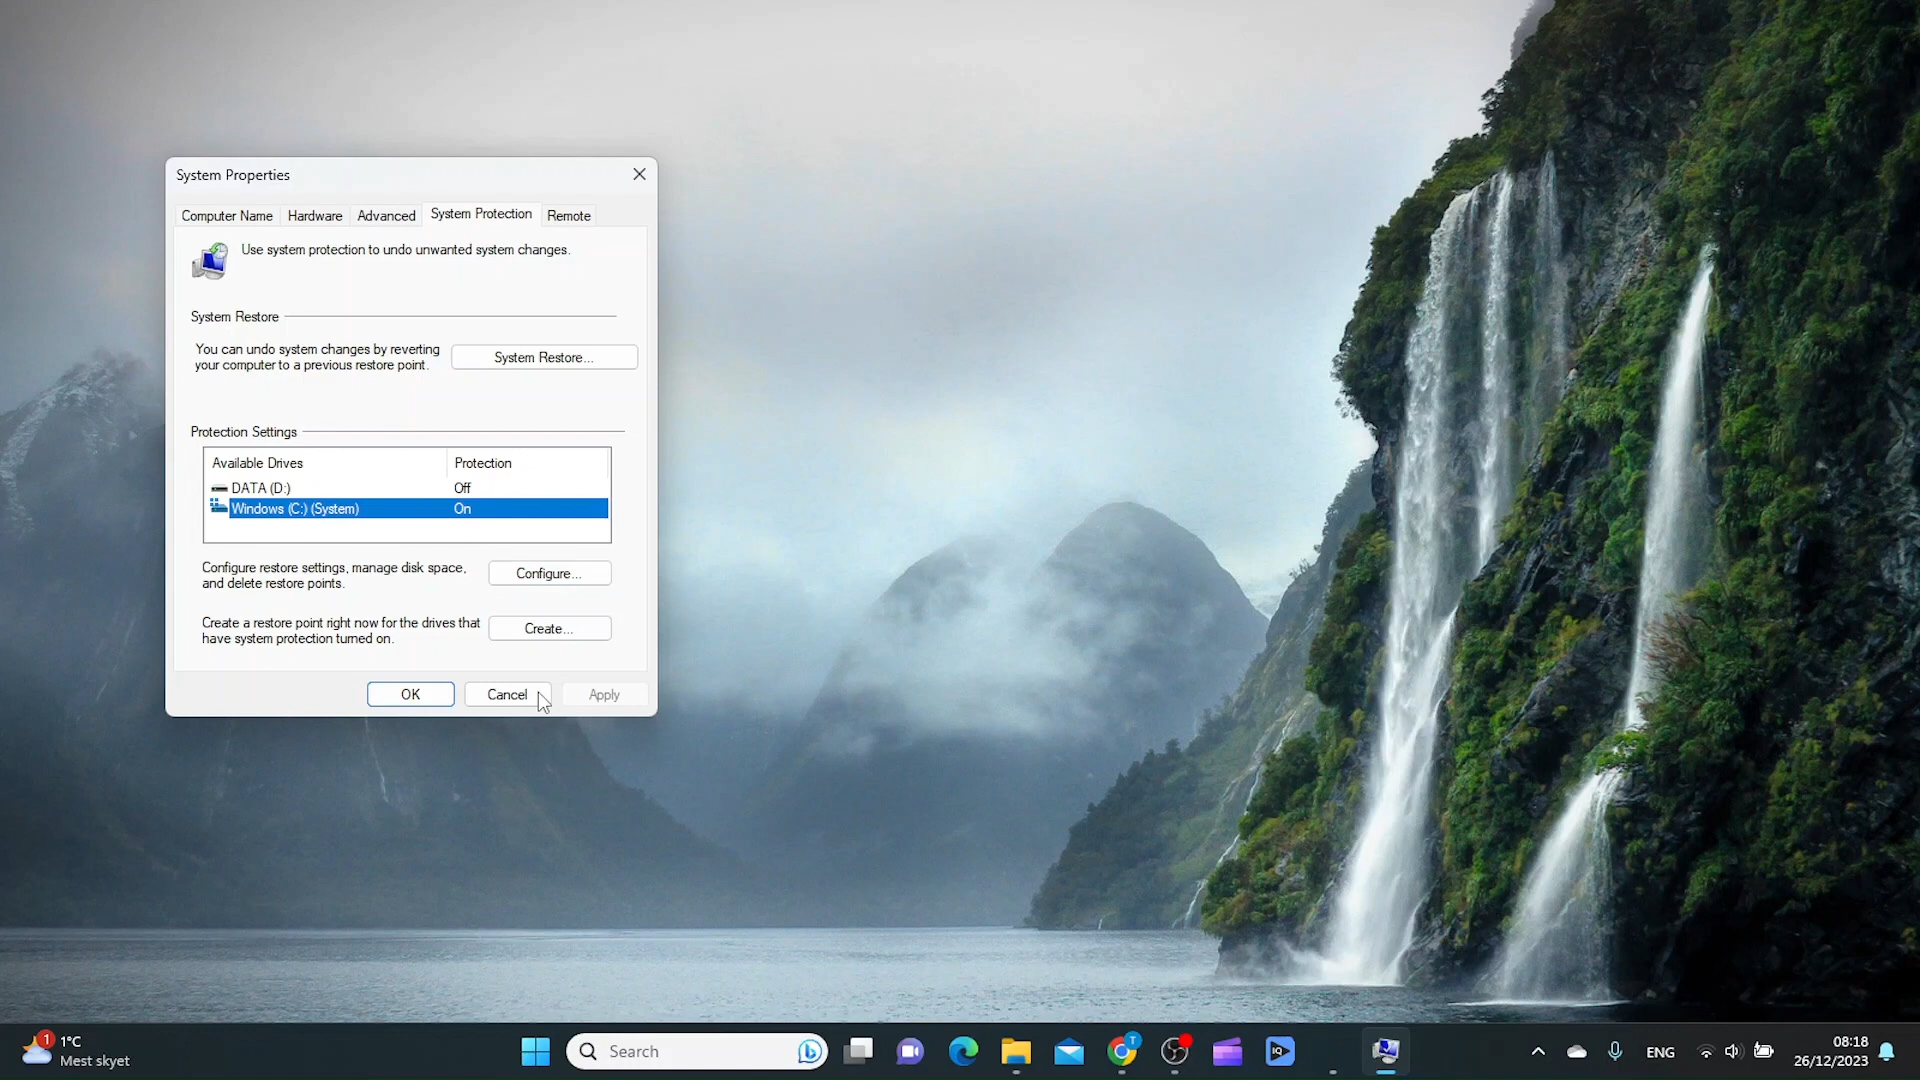 System Properties
Computer Name
Hardware
Advanced
System Protection
Remote
Use system protection to undo unwanted system changes.
System Restore
You can undo system changes by reverting
your computer to a previous restore point.
System Restore...
Protection Settings
Available Drives
Protection
DATA (D:)
Off
Windows (C:) (System)
On
Configure restore settings, manage disk space,
and delete restore points.
Configure...
Create a restore point right now for the drives that
have system protection turned on.
Create...
OK
Cancel
Apply
1
1°C
Mest skyet
Search
T
IQ
ENG
08:18
26/12/2023